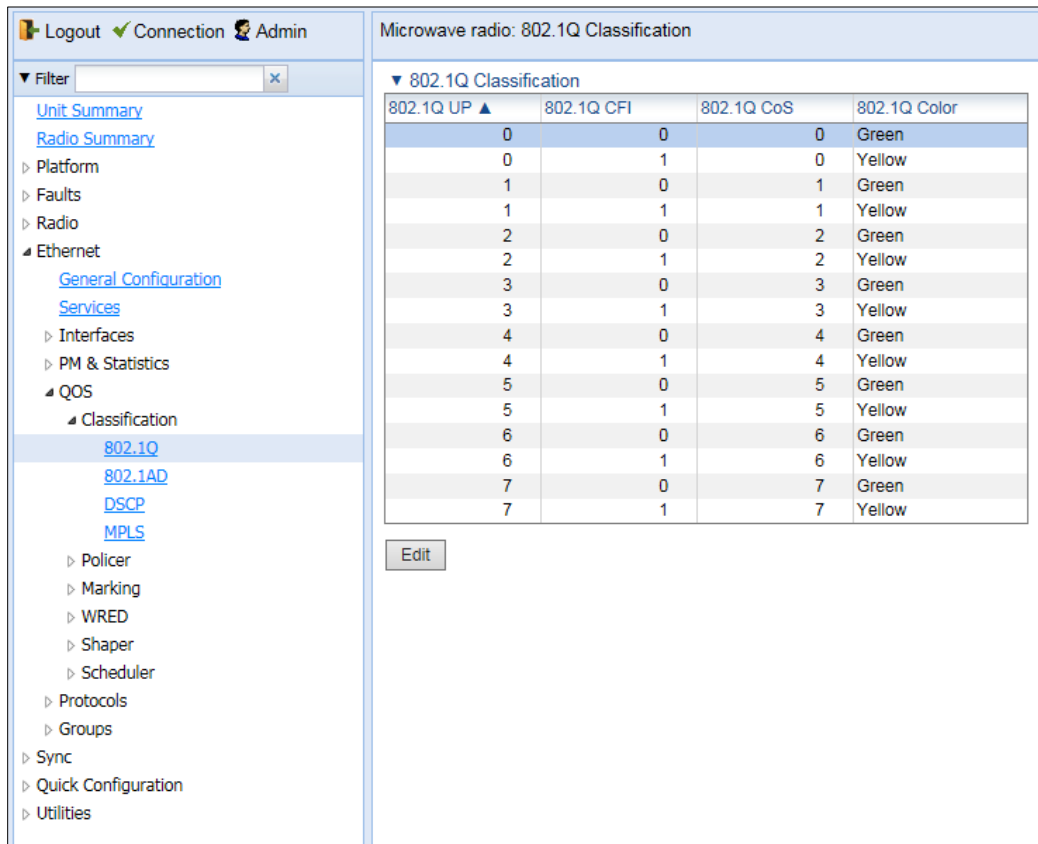 Logout Connection Admin
Filter
Unit Summary
Radio Summary
Platform
Faults
Radio
Ethernet
General Configuration
Services
Interfaces
PM & Statistics
QOS
Classification
802.1Q
802.1AD
DSCP
MPLS
Policer
Marking
WRED
Shaper
Scheduler
Protocols
Groups
Sync
Quick Configuration
Utilities
Microwave radio: 802.1Q Classification
▼ 802.1Q Classification
802.1Q UP ▲ 802.1Q CFI 802.1Q CoS 802.1Q Color
0 0 0 Green
0 1 0 Yellow
1 0 1 Green
1 1 1 Yellow
2 0 2 Green
2 1 2 Yellow
3 0 3 Green
3 1 3 Yellow
4 0 4 Green
4 1 4 Yellow
5 0 5 Green
5 1 5 Yellow
6 0 6 Green
6 1 6 Yellow
7 0 7 Green
7 1 7 Yellow
Edit